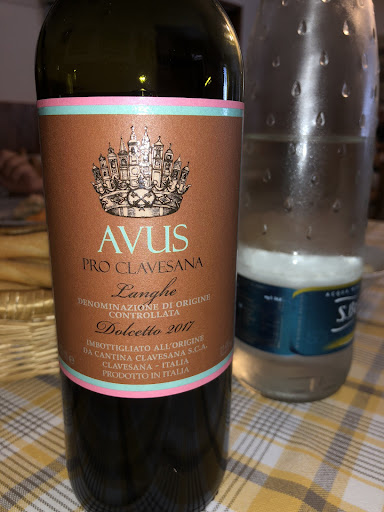 AVUS
PRO CLAVESANA
Langhe
DENOMINAZIONE DI ORIGINE
CONTROLLATA
Dolcetto 2017
IMBOTTIGLIATO ALL'ORIGINE
DA CANTINA CLAVESANA S.C.A.
CLAVESANA - ITALIA
PRODOTTO IN ITALIA
ACQUA